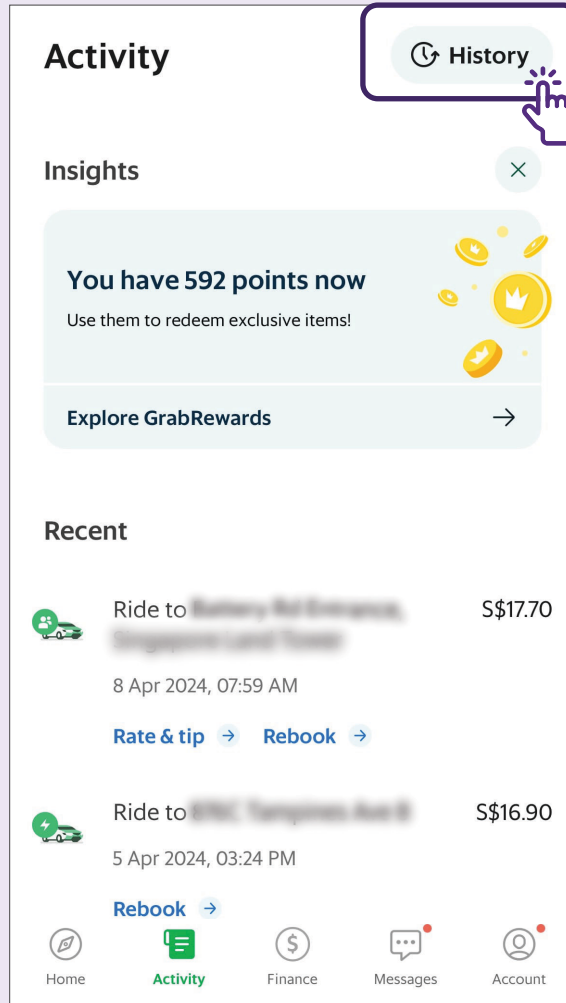 Activity
History
Insights
You have 592 points now
Use them to redeem exclusive items!
Explore GrabRewards
Recent
Ride to
S$17.70
8 Apr 2024, 07:59 AM
Rate & tip
Rebook
Ride to
S$16.90
5 Apr 2024, 03:24 PM
Rebook
Home
Activity
Finance
Messages
Account